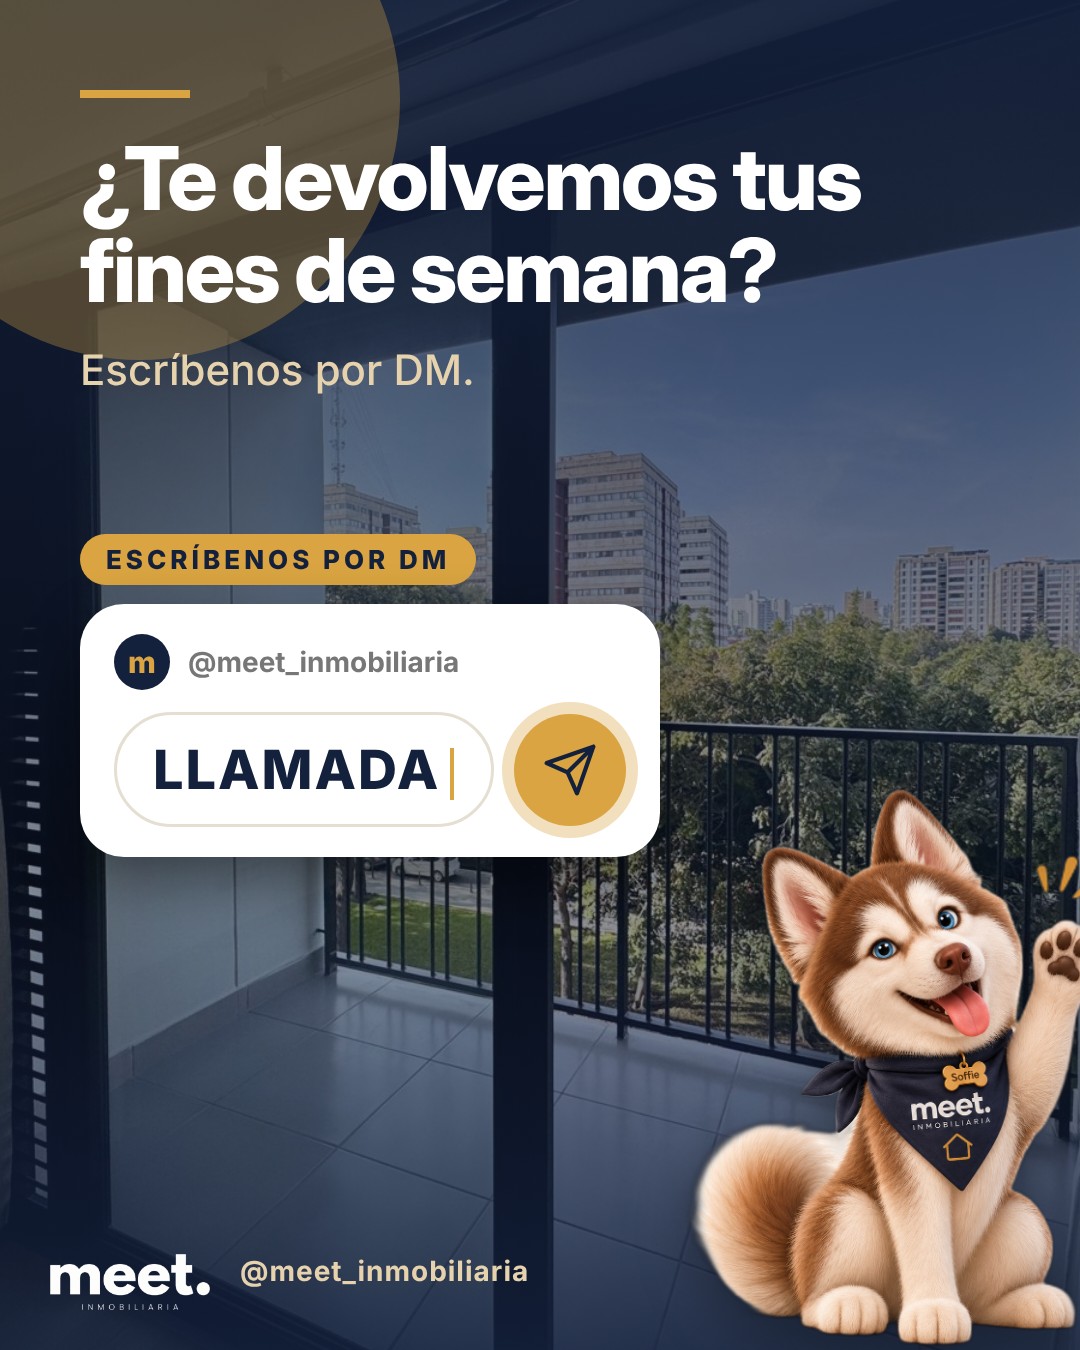 ¿Te devolvemos tus
fines de semana?
Escríbenos por DM.
ESCRÍBENOS POR DM
m
@meet_inmobiliaria
LLAMADA
Soffie
meet.
INMOBILIARIA
meet.
INMOBILIARIA
@meet_inmobiliaria